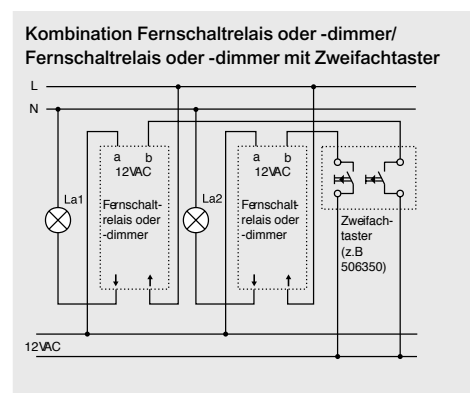 Kombination Fernschaltrelais oder -dimmer/
Fernschaltrelais oder -dimmer mit Zweifachtaster
L
N
a b
12VAC
La1
Fernschalt-
relais oder
-dimmer
a b
12VAC
La2
Fernschalt-
relais oder
-dimmer
Zweifach-
taster
(z.B
506350)
12VAC